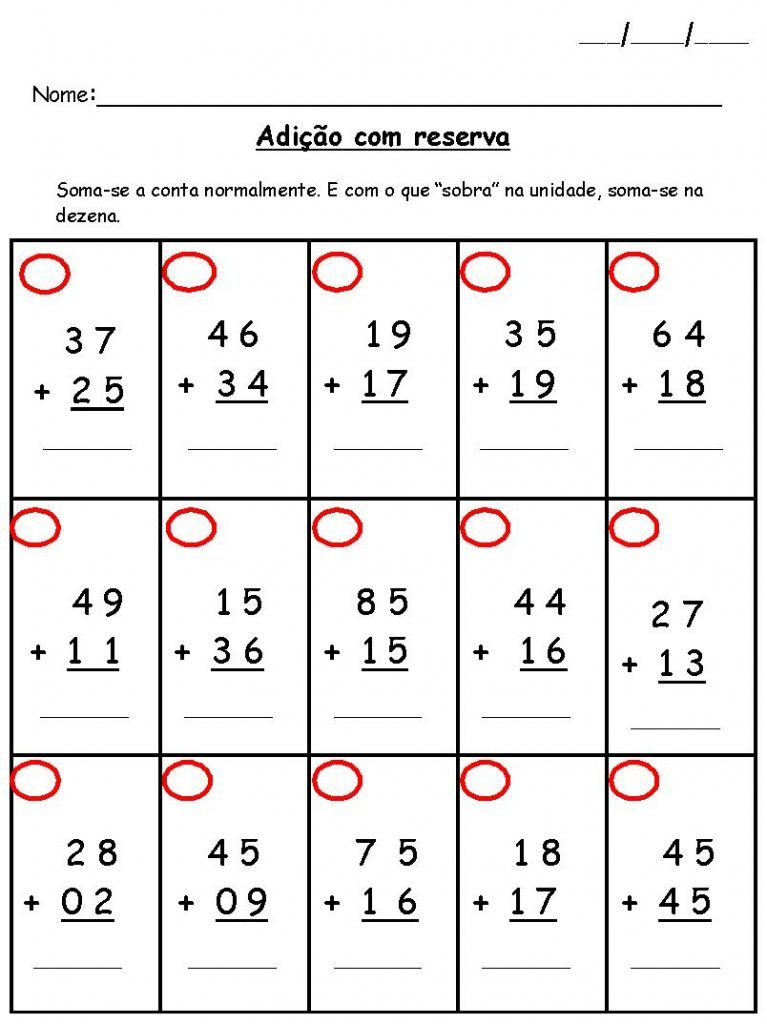 __/___/___
Nome:____________________
Adição com reserva
Soma-se a conta normalmente. E com o que “sobra” na unidade, soma-se na
dezena.
37 46 19 35 64
+ 25 + 34 + 17 + 19 + 18
49 15 85 44 27
+ 11 + 36 + 15 + 16 + 13
28 45 75 18 45
+ 02 + 09 + 16 + 17 + 45